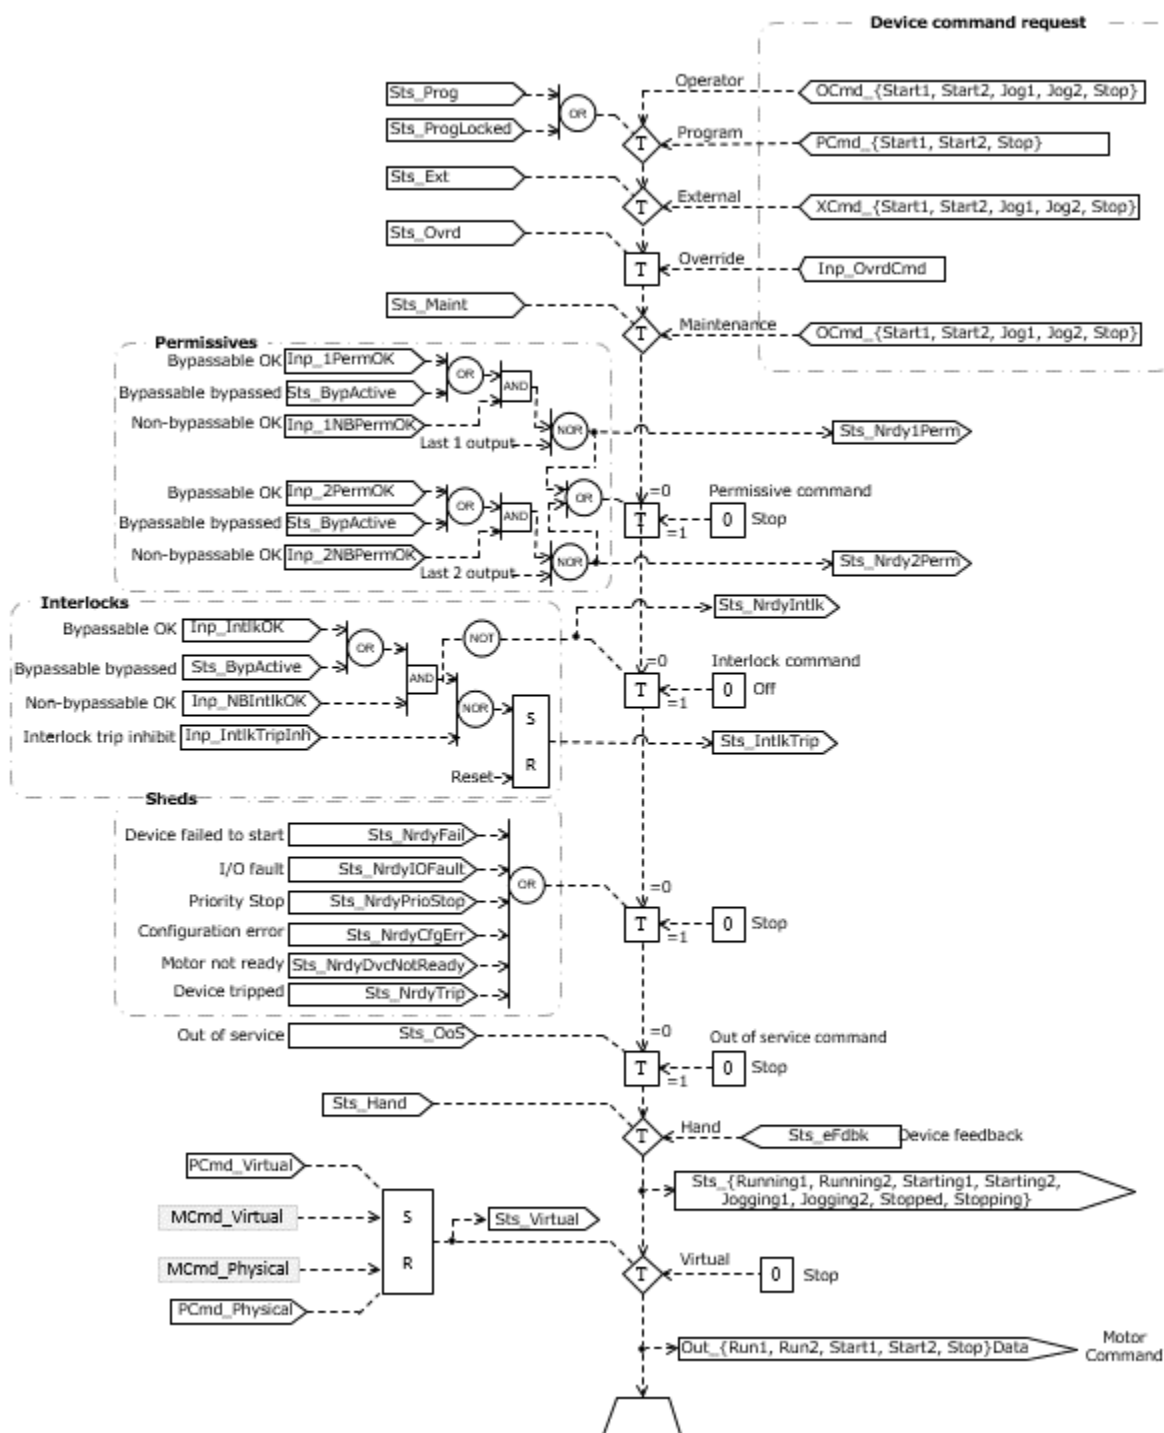 Device command request
Operator
OCmd_{Start1, Start2, Jog1, Jog2, Stop}
Sts_Prog
OR
Sts_ProgLocked
Program
T
PCmd_{Start1, Start2, Stop}
Sts_Ext
External
T
XCmd_{Start1, Start2, Jog1, Jog2, Stop}
Sts_Ovrd
Override
T
Inp_OvrdCmd
Sts_Maint
Maintenance
T
OCmd_{Start1, Start2, Jog1, Jog2, Stop}
Permissives
Bypassable OK Inp_1PermOK
OR
AND
Bypassable bypassed Sts_BypActive
Non-bypassable OK Inp_1NBPermOK
Last 1 output
NOR
Sts_Nrdy1Perm
Bypassable OK Inp_2PermOK
OR
OR
AND
Bypassable bypassed Sts_BypActive
=0
Permissive command
T
0 Stop
=1
Non-bypassable OK Inp_2NBPermOK
Last 2 output
NOR
Sts_Nrdy2Perm
Interlocks
Sts_NrdyIntlk
Bypassable OK Inp_IntlkOK
NOT
OR
Bypassable bypassed Sts_BypActive
AND
=0
Interlock command
T
0 Off
=1
Non-bypassable OK Inp_NBIntlkOK
NOR
S
Interlock trip inhibit Inp_IntlkTripInh
Sts_IntlkTrip
R
Reset
Sheds
Device failed to start Sts_NrdyFail
I/O fault Sts_NrdyIOFault
OR
=0
Priority Stop Sts_NrdyPrioStop
T
0 Stop
=1
Configuration error Sts_NrdyCfgErr
Motor not ready Sts_NrdyDvcNotReady
Device tripped Sts_NrdyTrip
Out of service Sts_OoS
=0
Out of service command
T
0 Stop
=1
Sts_Hand
Hand
T
Sts_eFdbk Device feedback
PCmd_Virtual
Sts_{Running1, Running2, Starting1, Starting2,
Jogging1, Jogging2, Stopped, Stopping}
MCmd_Virtual
S
Sts_Virtual
MCmd_Physical
R
Virtual
T
0 Stop
PCmd_Physical
Out_{Run1, Run2, Start1, Start2, Stop}Data
Motor
Command